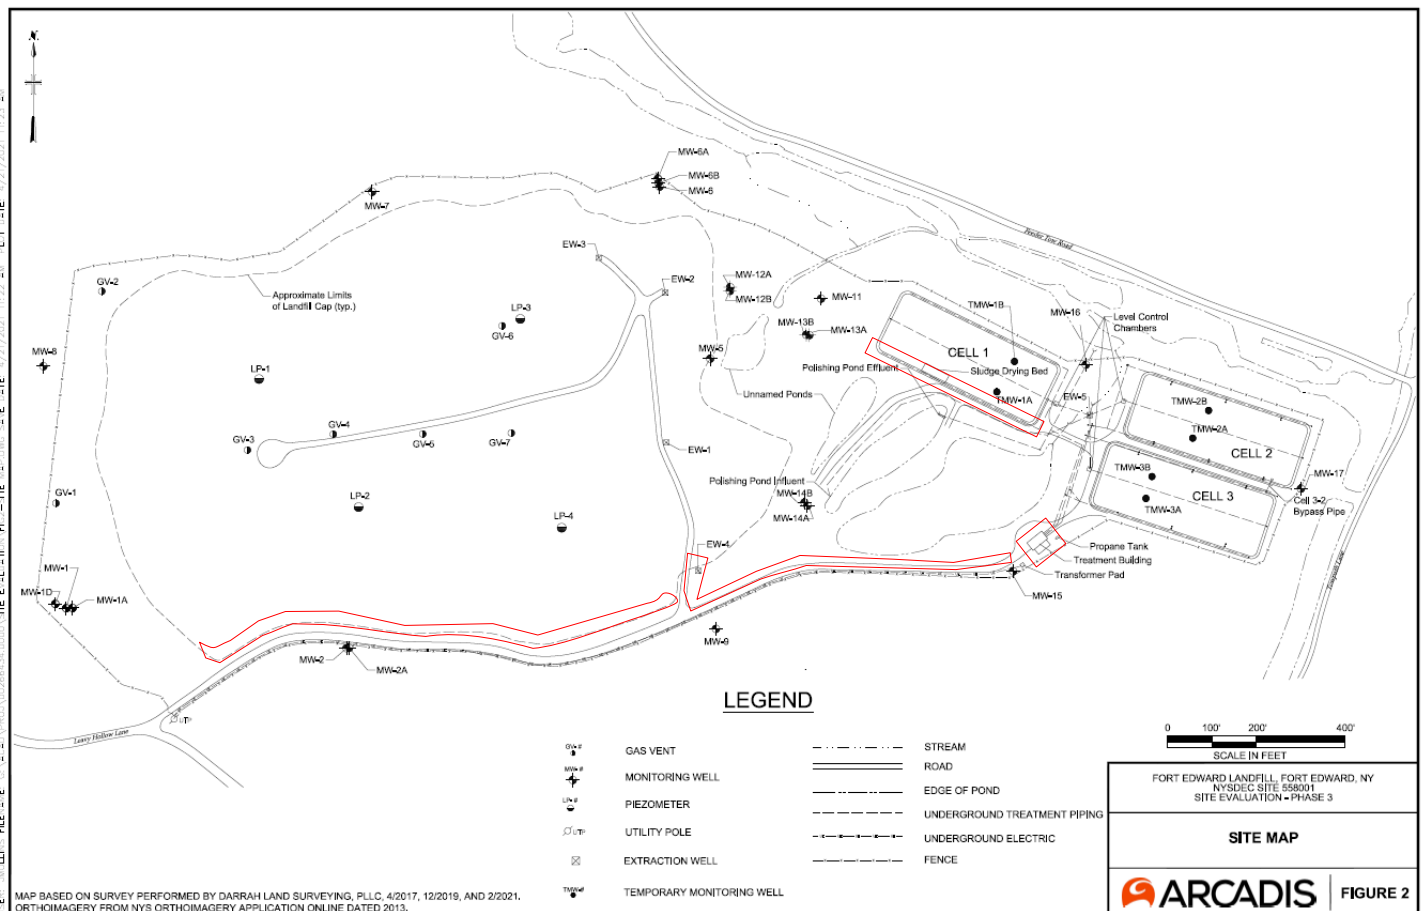 N
MW-6A
MW-6B
MW-6
MW-7
Feeder Tow Road
EW-3
EW-2
MW-12A
MW-12B
MW-11
GV-2
Approximate Limits
of Landfill Cap (typ.)
LP-3
GV-6
TMW-1B
MW-16
Level Control
Chambers
MW-13B
MW-13A
MW-8
MW-5
CELL 1
LP-1
Polishing Pond Effluent
Sludge Drying Bed
Unnamed Ponds
TMW-1A
EW-5
TMW-2B
TMW-2A
GV-3
GV-4
GV-5
GV-7
EW-1
CELL 2
TMW-3B
MW-17
Polishing Pond Influent
GV-1
LP-2
MW-14B
MW-14A
CELL 3
TMW-3A
Cell 3-2
Bypass Pipe
LP-4
EW-4
Propane Tank
Treatment Building
Transformer Pad
MW-1
MW-1D
MW-1A
MW-15
MW-9
MW-2
MW-2A
UTP
Leavy Hollow Lane
LEGEND
GV-# GAS VENT
MW-# MONITORING WELL
LP-# PIEZOMETER
UTP UTILITY POLE
EXTRACTION WELL
TMW-# TEMPORARY MONITORING WELL
STREAM
ROAD
EDGE OF POND
UNDERGROUND TREATMENT PIPING
UNDERGROUND ELECTRIC
FENCE
0 100' 200' 400'
SCALE IN FEET
FORT EDWARD LANDFILL, FORT EDWARD, NY
NYSDEC SITE 558001
SITE EVALUATION - PHASE 3
SITE MAP
ARCADIS
FIGURE 2
MAP BASED ON SURVEY PERFORMED BY DARRAH LAND SURVEYING, PLLC, 4/2017, 12/2019, AND 2/2021.
ORTHOIMAGERY FROM NYS ORTHOIMAGERY APPLICATION ONLINE DATED 2013.